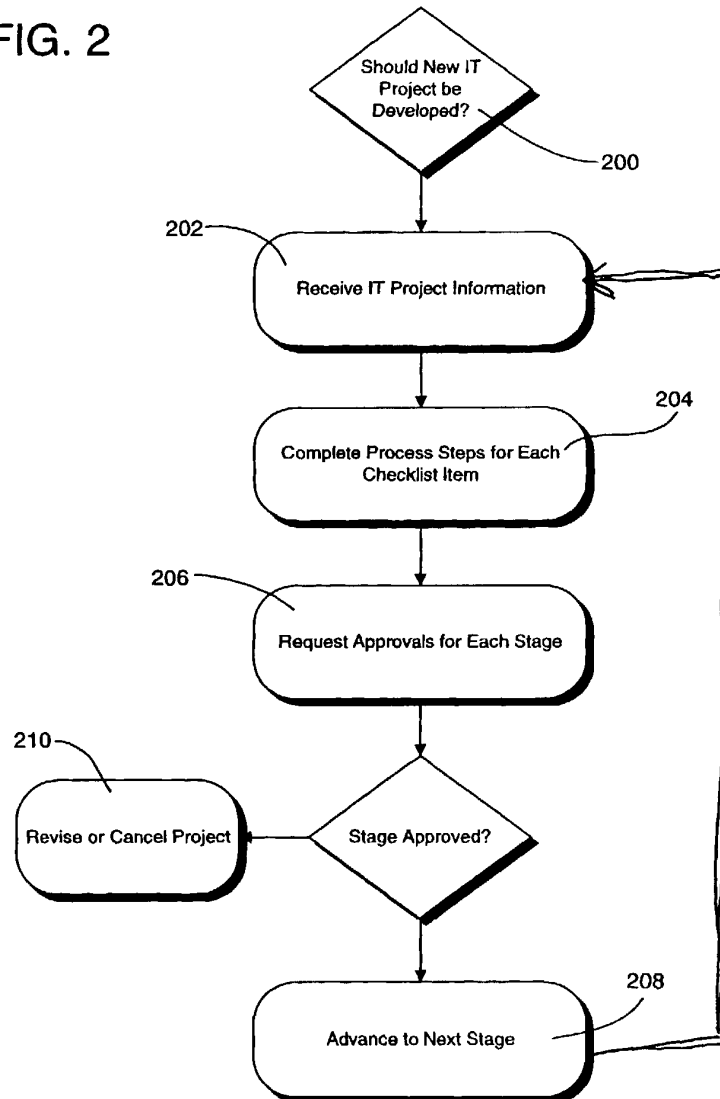 FIG. 2
Should New IT
Project be
Developed?
200
202
Receive IT Project Information
204
Complete Process Steps for Each
Checklist Item
206
Request Approvals for Each Stage
210
Revise or Cancel Project
Stage Approved?
208
Advance to Next Stage